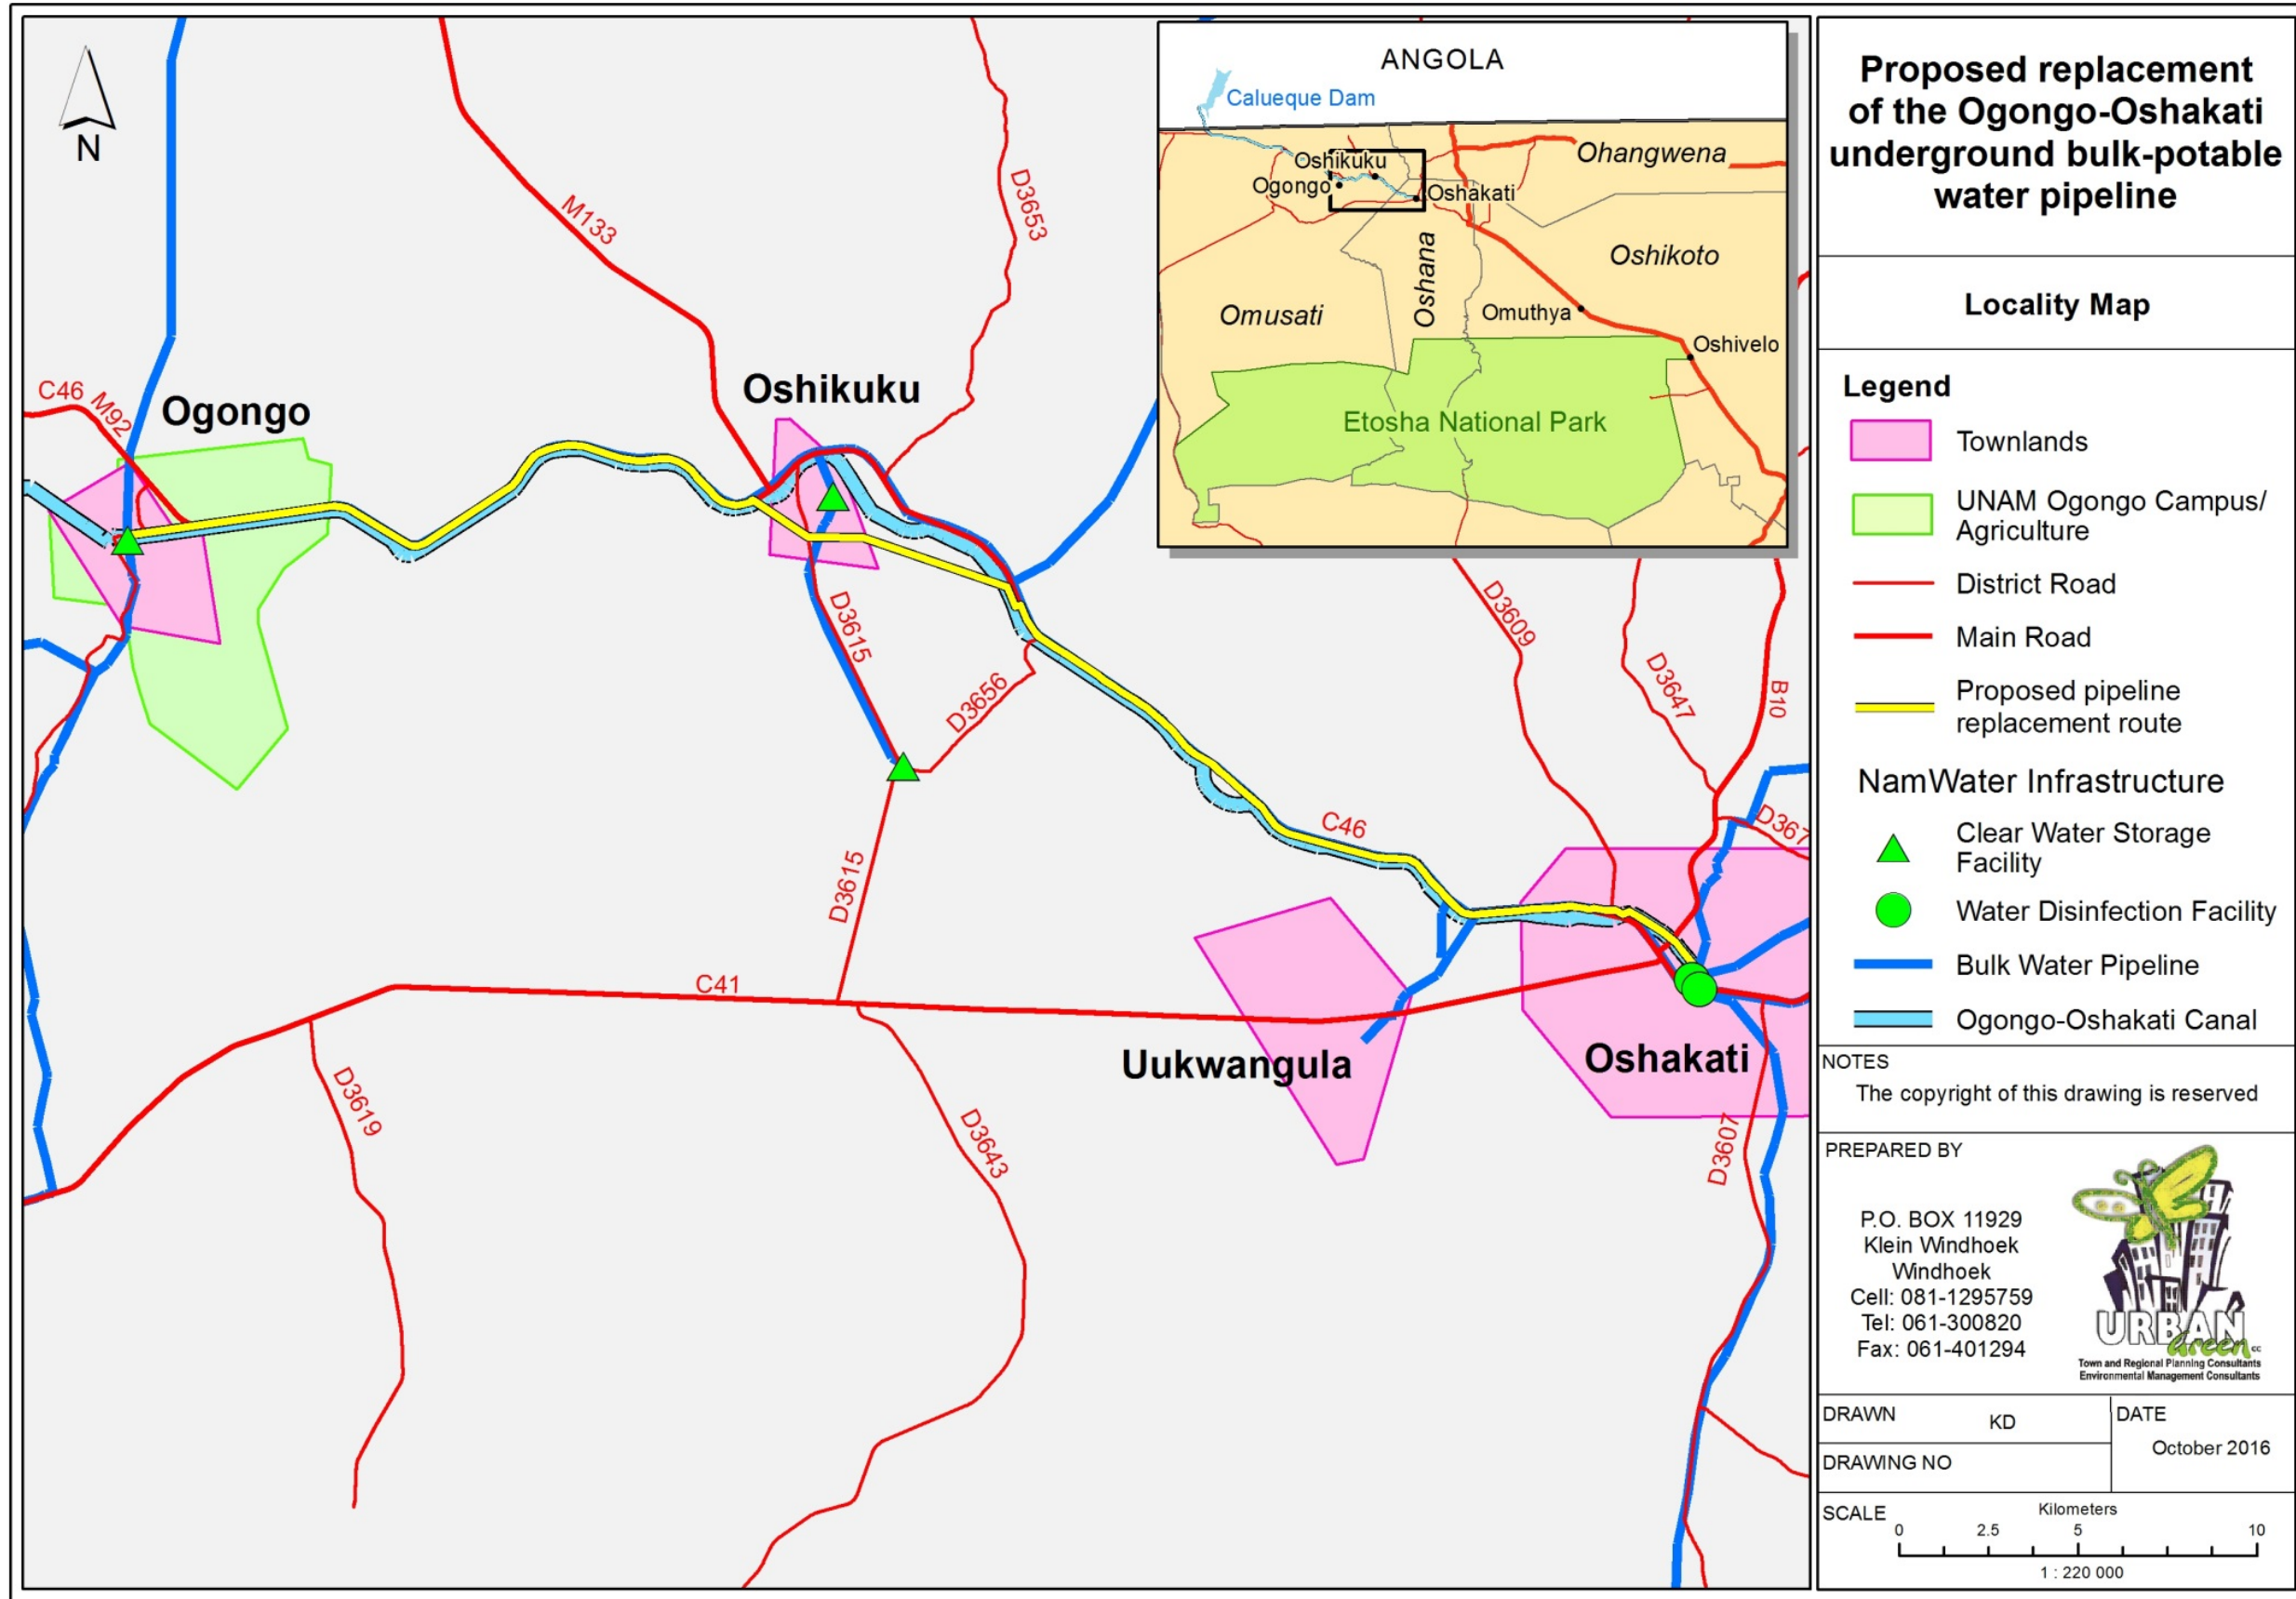 N
C46
M92
Ogongo
M133
Oshikuku
D3653
D3615
D3656
D3615
C46
D3609
D3647
B10
D367
C41
Uukwangula
Oshakati
D3619
D3643
D3607
ANGOLA
Calueque Dam
Oshikuku
Ogongo
Oshakati
Ohangwena
Oshikoto
Oshana
Omusati
Omuthya
Oshivelo
Etosha National Park
Proposed replacement
of the Ogongo-Oshakati
underground bulk-potable
water pipeline
Locality Map
Legend
Townlands
UNAM Ogongo Campus/
Agriculture
District Road
Main Road
Proposed pipeline
replacement route
NamWater Infrastructure
Clear Water Storage
Facility
Water Disinfection Facility
Bulk Water Pipeline
Ogongo-Oshakati Canal
NOTES
The copyright of this drawing is reserved
PREPARED BY
P.O. BOX 11929
Klein Windhoek
Windhoek
Cell: 081-1295759
Tel: 061-300820
Fax: 061-401294
URBAN
Green cc
Town and Regional Planning Consultants
Environmental Management Consultants
DRAWN KD
DATE
October 2016
DRAWING NO
SCALE
Kilometers
0 2.5 5 10
1 : 220 000